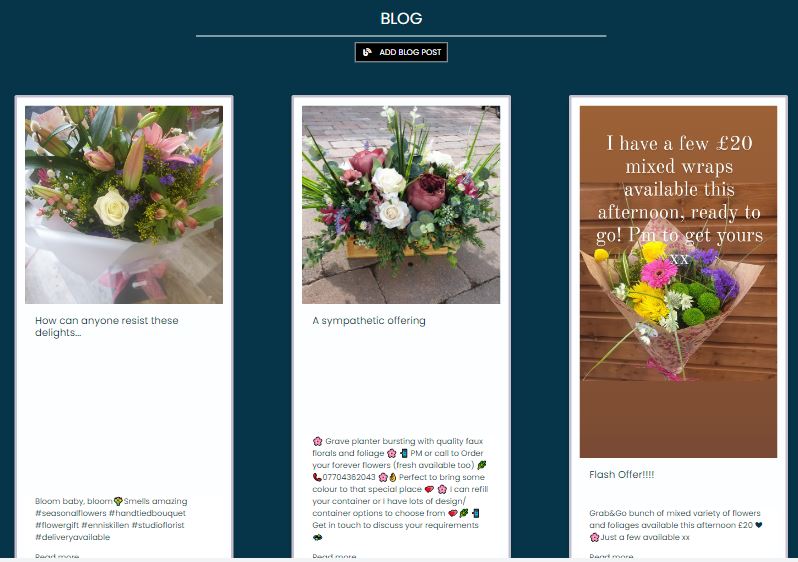 BLOG
ADD BLOG POST
How can anyone resist these
delights...
Bloom baby, bloom💐Smells amazing
#seasonalflowers #handtiedbouquet
#flowergift #enniskillen #studioflorist
#deliveryavailable
Read more
A sympathetic offering
🌸 Grave planter bursting with quality faux
florals and foliage 🌸 📲 PM or call to Order
your forever flowers (fresh available too) 🌿
📞07704362043 🌸👌 Perfect to bring some
colour to that special place ❤️ 🌸 I can refill
your container or I have lots of design/
container options to choose from ❤️🌿📲
Get in touch to discuss your requirements
Read more
I have a few £20
mixed wraps
available this
afternoon, ready to
go! Pm to get yours
xx
Flash Offer!!!!
Grab&Go bunch of mixed variety of flowers
and foliages available this afternoon £20 🖤
🌸Just a few available xx
Read more